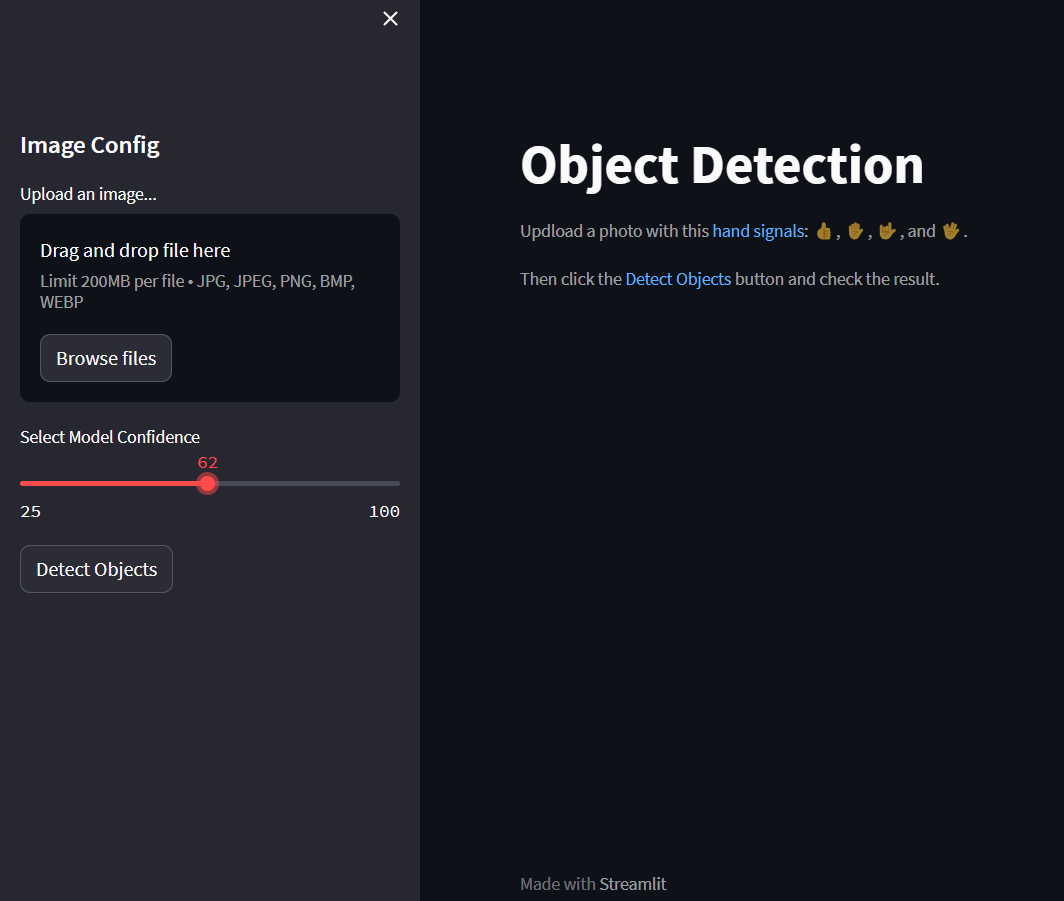 Image Config
Upload an image...
Drag and drop file here
Limit 200MB per file • JPG, JPEG, PNG, BMP,
WEBP
Browse files
Select Model Confidence
62
25 100
Detect Objects
Object Detection
Updload a photo with this hand signals: 👍, ✋, 🤟, and 🖖.
Then click the Detect Objects button and check the result.
Made with Streamlit